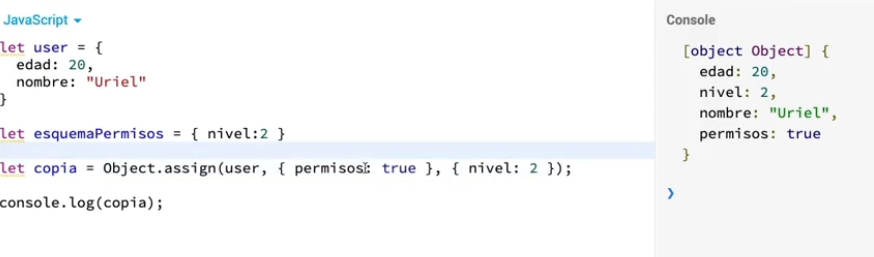 JavaScript
let user = {
edad: 20,
nombre: "Uriel"
}
let esquemaPermisos = { nivel:2 }
let copia = Object.assign(user, { permisos: true }, { nivel: 2 });
console.log(copia);
Console
[object Object] {
edad: 20,
nivel: 2,
nombre: "Uriel",
permisos: true
}
❯